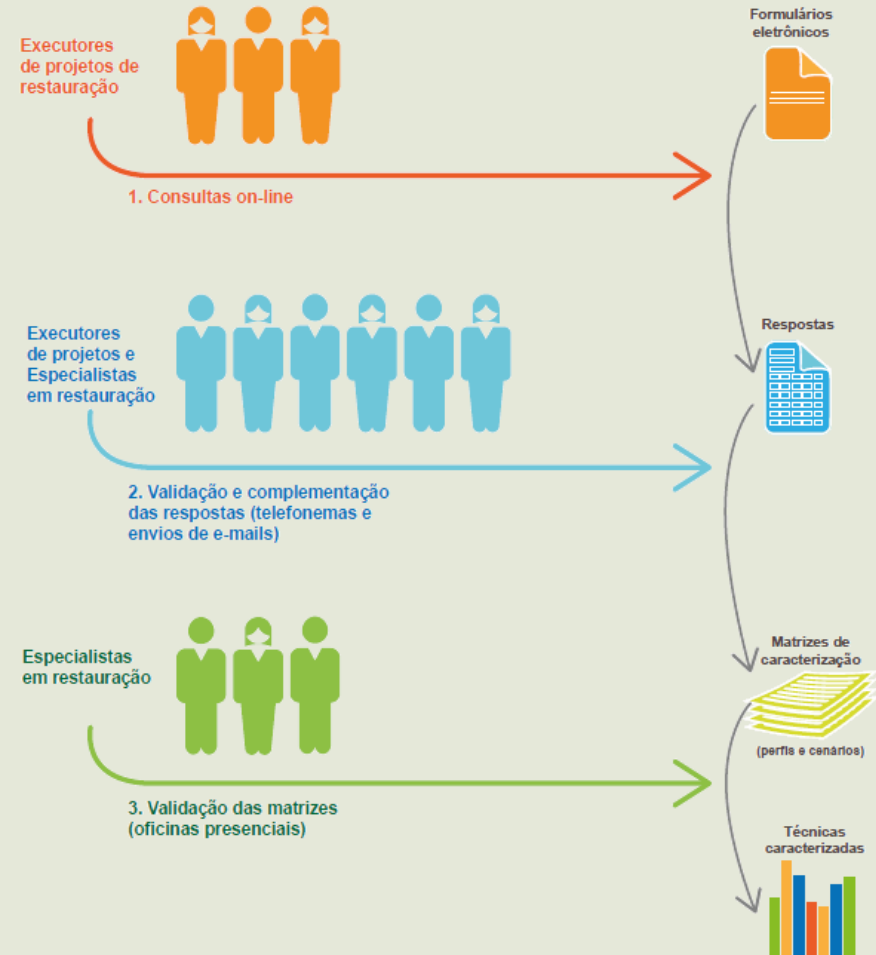 Executores
de projetos de
restauração
Formulários
eletrônicos
1. Consultas on-line
Executores
de projetos e
Especialistas
em restauração
Respostas
2. Validação e complementação
das respostas (telefonemas e
envios de e-mails)
Especialistas
em restauração
Matrizes de
caracterização
(perfis e cenários)
3. Validação das matrizes
(oficinas presenciais)
Técnicas
caracterizadas